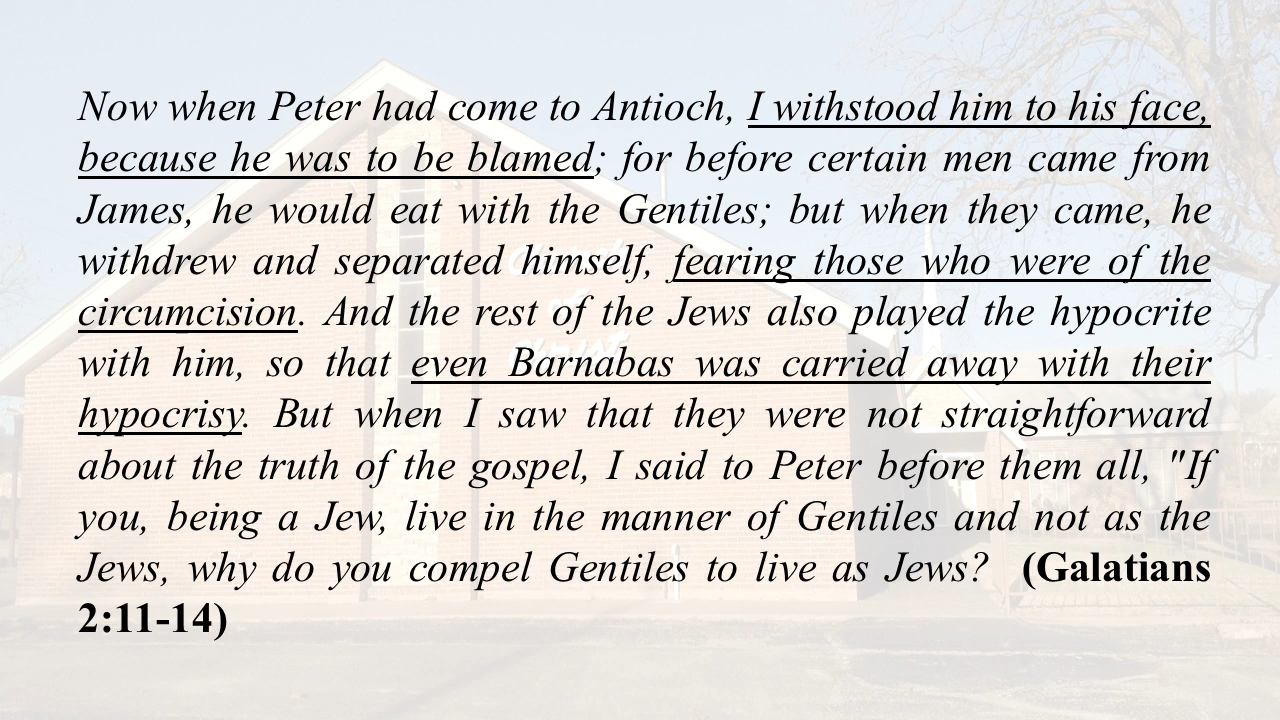 Now when Peter had come to Antioch, I withstood him to his face,
because he was to be blamed; for before certain men came from
James, he would eat with the Gentiles; but when they came, he
withdrew and separated himself, fearing those who were of the
circumcision. And the rest of the Jews also played the hypocrite
with him, so that even Barnabas was carried away with their
hypocrisy. But when I saw that they were not straightforward
about the truth of the gospel, I said to Peter before them all, "If
you, being a Jew, live in the manner of Gentiles and not as the
Jews, why do you compel Gentiles to live as Jews?  (Galatians
2:11-14)
Church
of
Christ